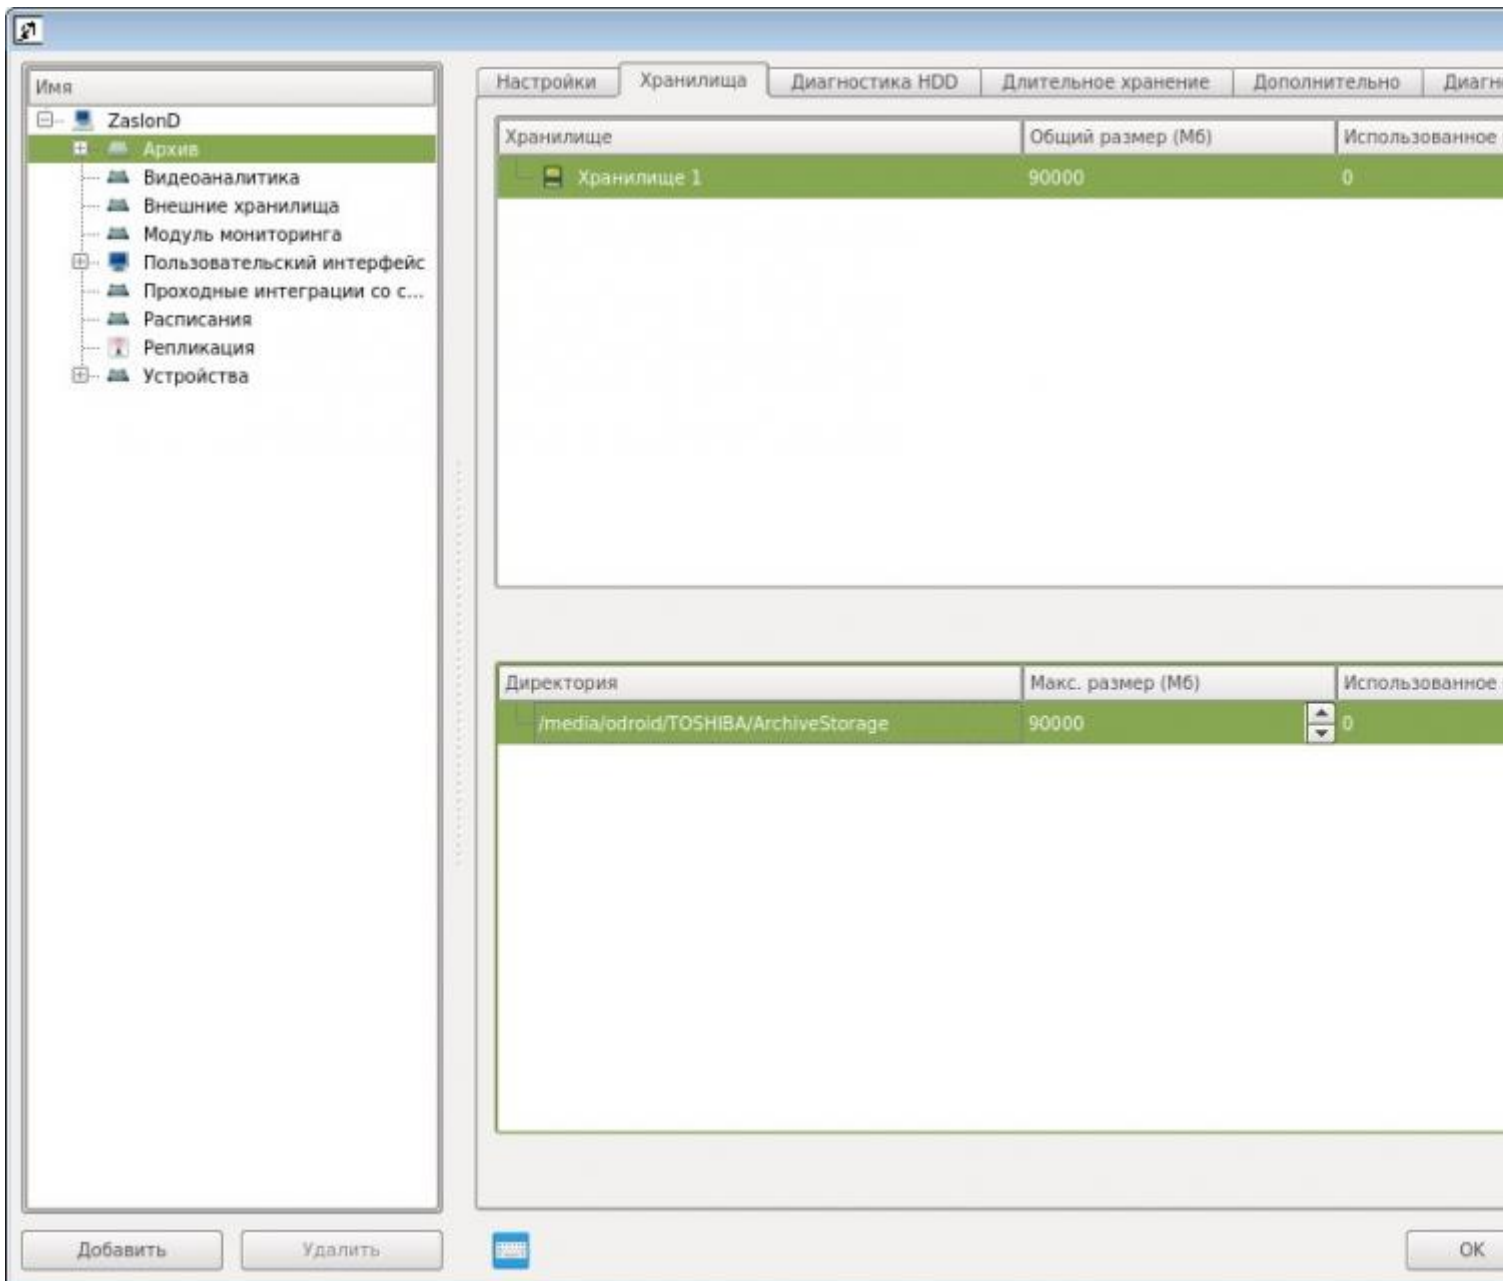 Имя
ZaslonD
Архив
Видеоаналитика
Внешние хранилища
Модуль мониторинга
Пользовательский интерфейс
Проходные интеграции со с...
Расписания
Репликация
Устройства
Добавить Удалить
Настройки Хранилища Диагностика HDD Длительное хранение Дополнительно Диагн
Хранилище Общий размер (Мб) Использованное
Хранилище 1 90000 0
Директория Макс. размер (Мб) Использованное
/media/odroid/TOSHIBA/ArchiveStorage 90000 0
OK